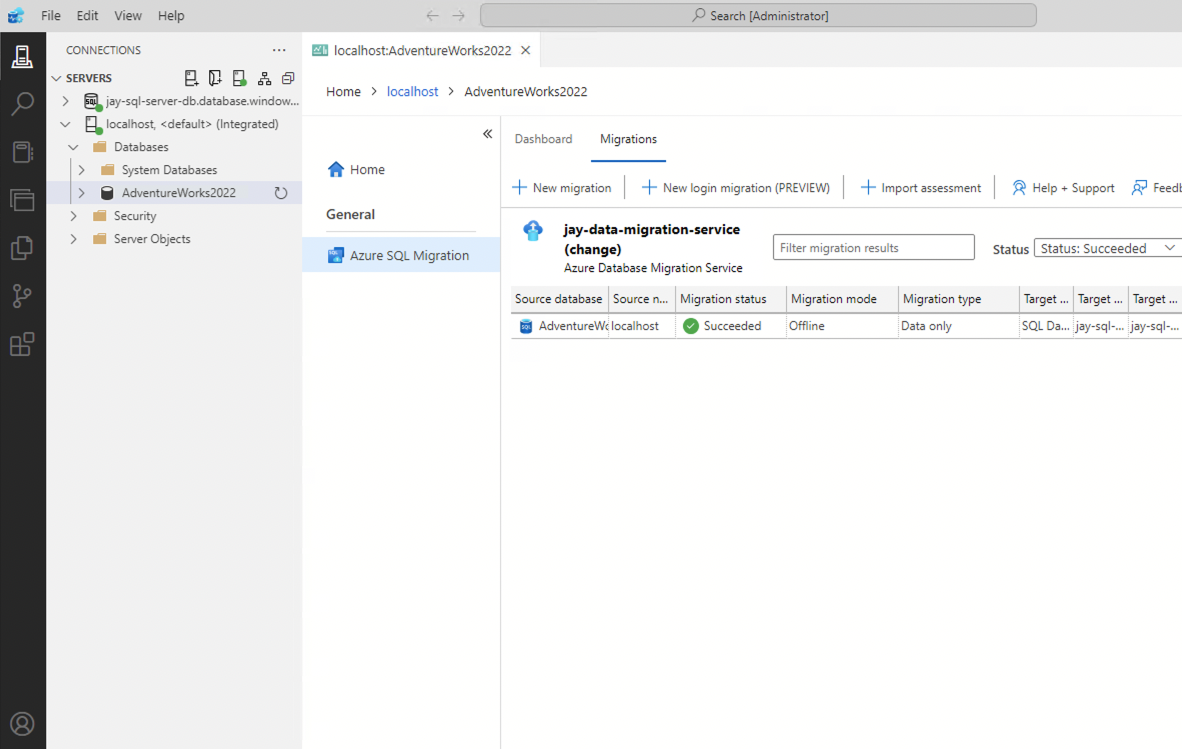 File Edit View Help
Search [Administrator]
CONNECTIONS
SERVERS
jay-sql-server-db.database.window...
localhost, <default> (Integrated)
Databases
System Databases
AdventureWorks2022
Security
Server Objects
localhost:AdventureWorks2022
Home > localhost > AdventureWorks2022
Home
General
Azure SQL Migration
Dashboard Migrations
New migration New login migration (PREVIEW) Import assessment Help + Support Feedb
jay-data-migration-service
(change)
Azure Database Migration Service
Filter migration results
Status Status: Succeeded
Source database Source n... Migration status Migration mode Migration type Target ... Target ... Target ...
AdventureWo localhost Succeeded Offline Data only SQL Da... jay-sql-... jay-sql-...